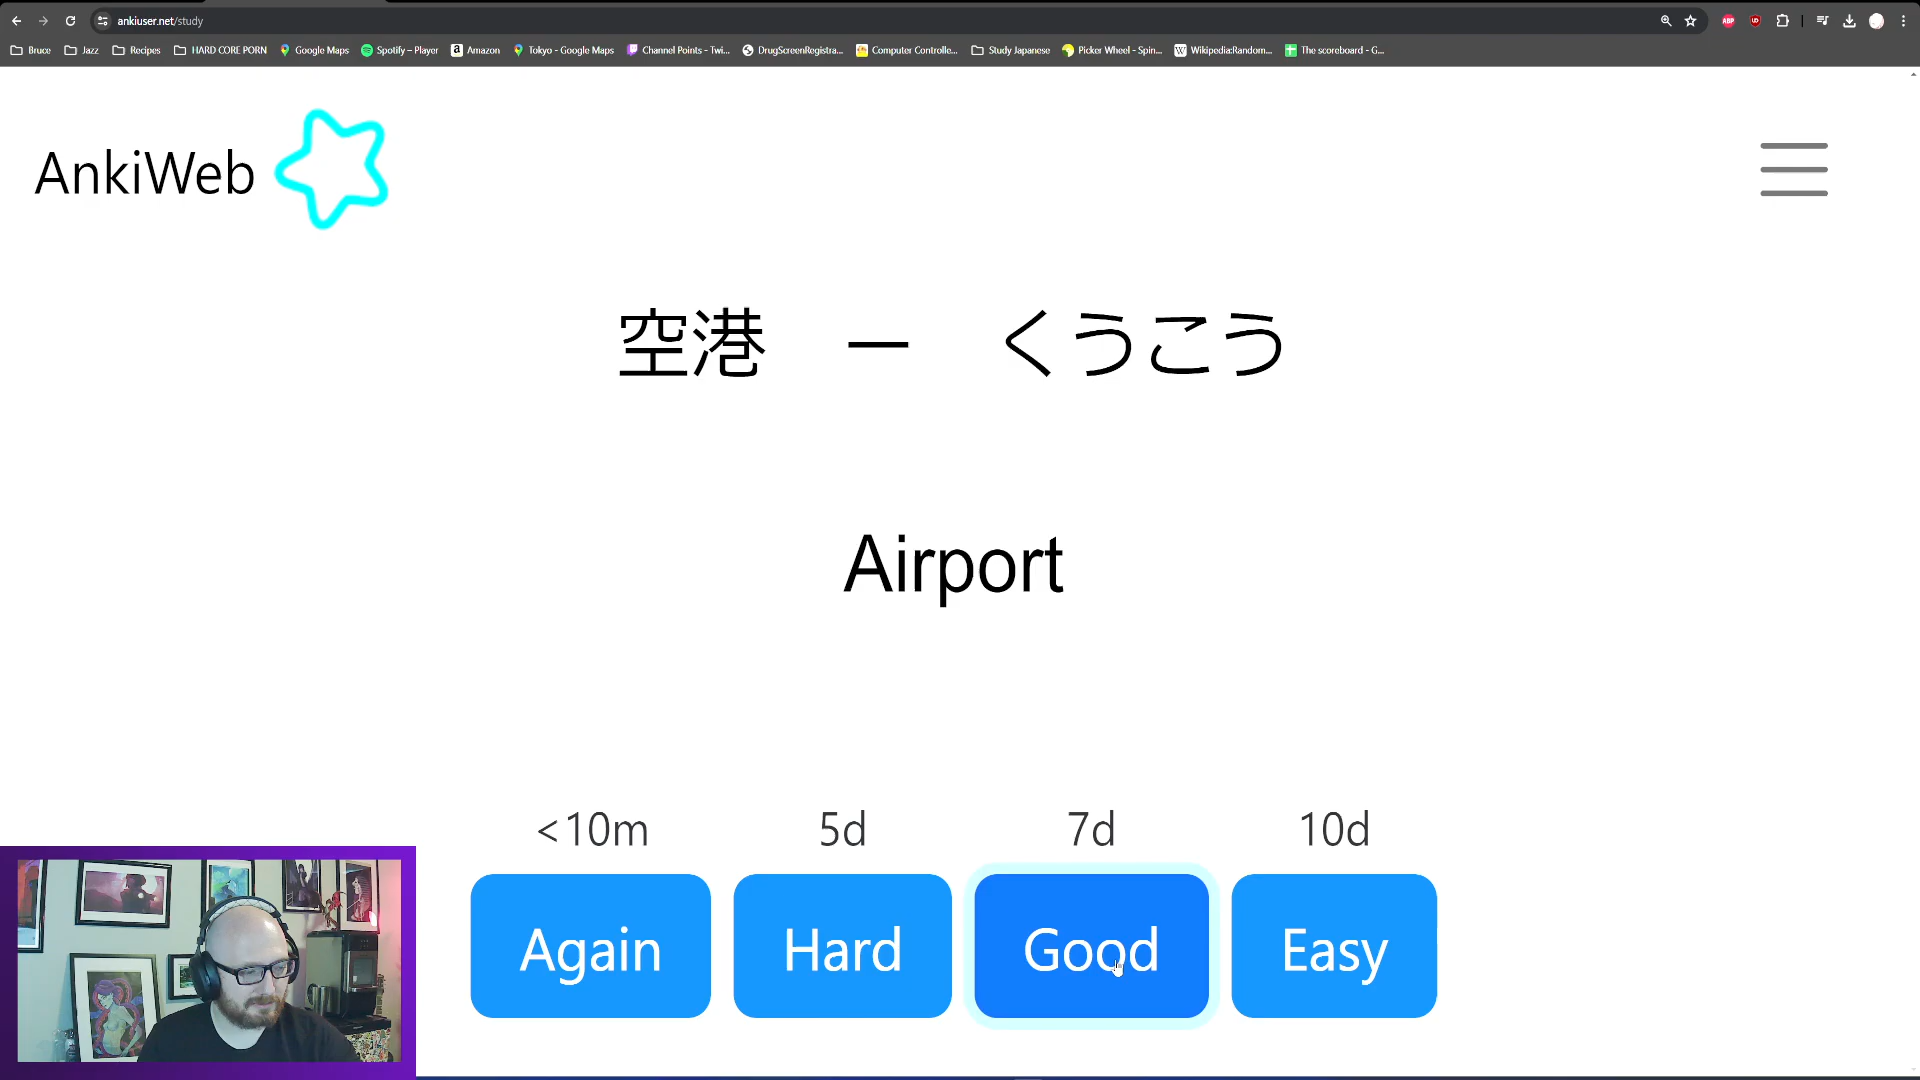 ankiuser.net/study
Bruce Jazz Recipes HARD CORE PORN Google Maps Spotify – Player Amazon Tokyo - Google Maps Channel Points - Twi... DrugScreenRegistra... Computer Controlle... Study Japanese Picker Wheel - Spin... Wikipedia:Random... The scoreboard - G...
AnkiWeb
空港 ー くうこう
Airport
<10m 5d 7d 10d
Again Hard Good Easy